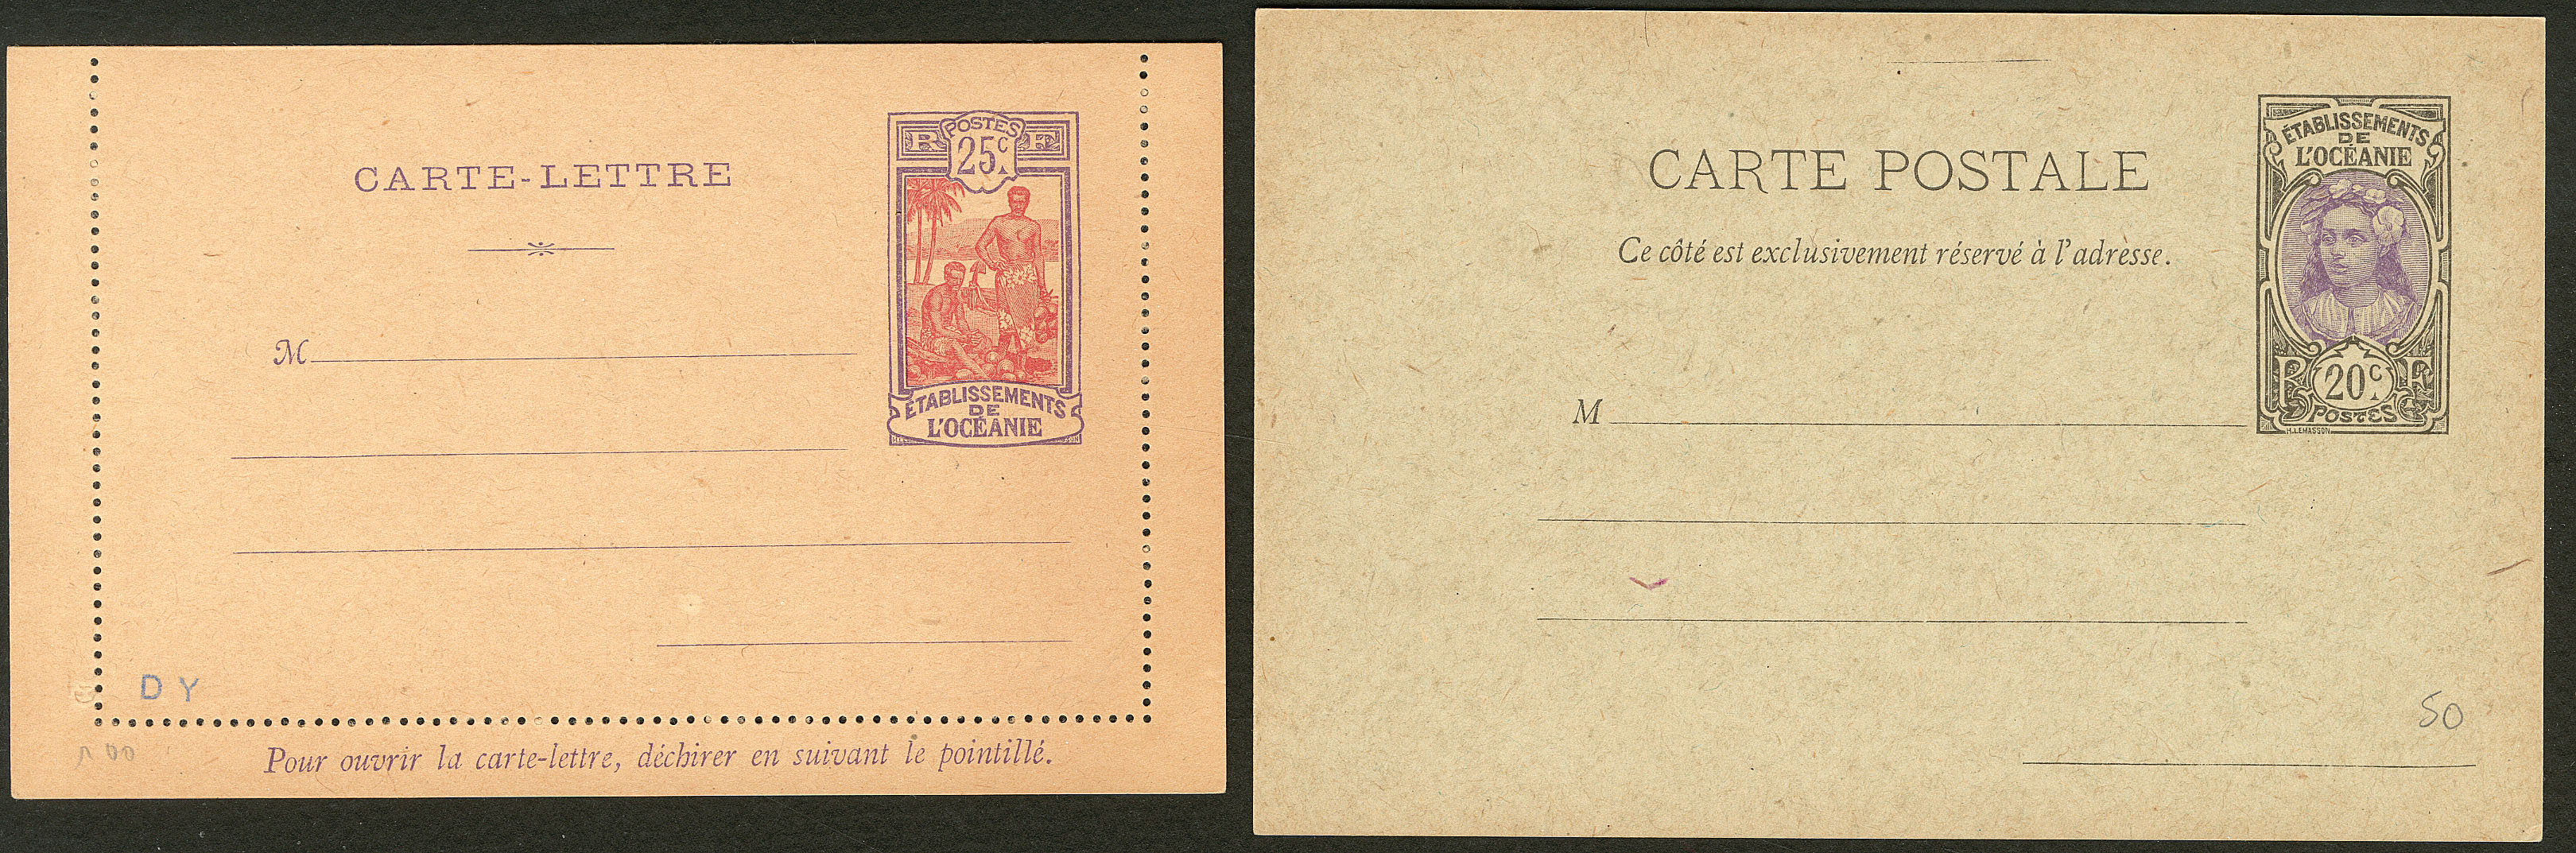 CARTE-LETTRE
M
POSTES
R F
25c
ÉTABLISSEMENTS
DE
L'OCÉANIE
D Y
Pour ouvrir la carte-lettre, déchirer en suivant le pointillé.
CARTE POSTALE
Ce côté est exclusivement réservé à l'adresse.
M
ÉTABLISSEMENTS
DE
L'OCÉANIE
R F
20c
POSTES
H.LEMASSON
50